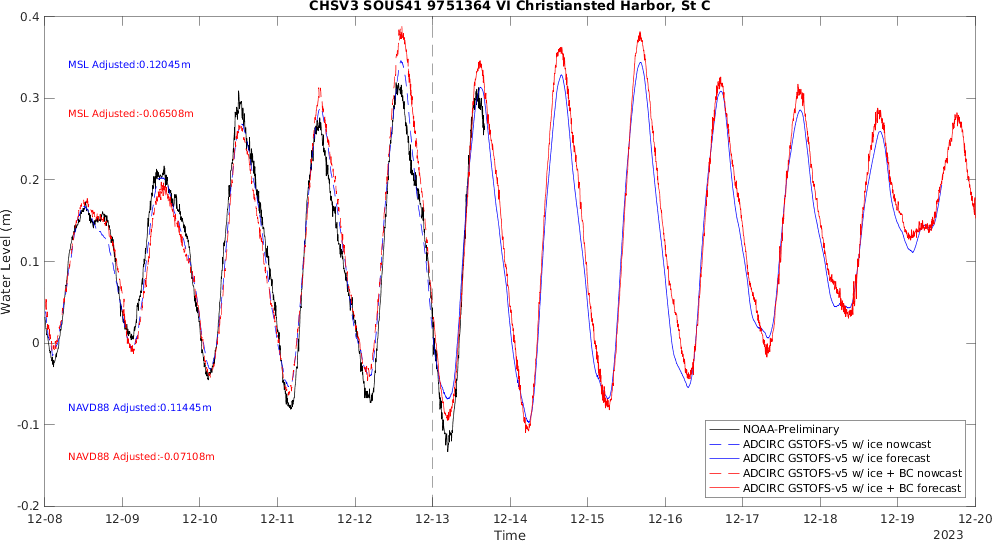 CHSV3 SOUS41 9751364 VI Christiansted Harbor, St C
0.4
0.3
0.2
0.1
0
-0.1
-0.2
Water Level (m)
MSL Adjusted:0.12045m
MSL Adjusted:-0.06508m
NAVD88 Adjusted:0.11445m
NAVD88 Adjusted:-0.07108m
NOAA-Preliminary
ADCIRC GSTOFS-v5 w/ ice nowcast
ADCIRC GSTOFS-v5 w/ ice forecast
ADCIRC GSTOFS-v5 w/ ice + BC nowcast
ADCIRC GSTOFS-v5 w/ ice + BC forecast
12-08 12-09 12-10 12-11 12-12 12-13 12-14 12-15 12-16 12-17 12-18 12-19 12-20
Time
2023